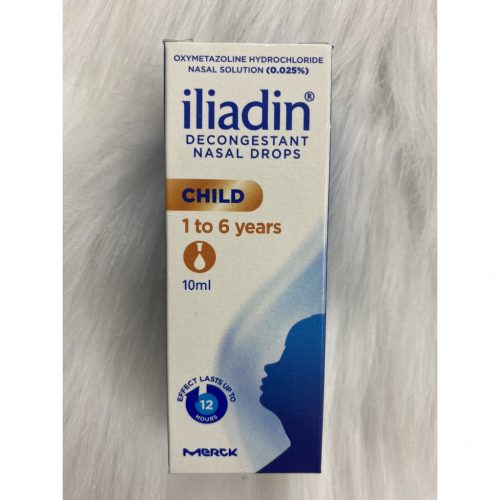 OXYMETAZOLINE HYDROCHLORIDE
NASAL SOLUTION (0.025%)
iliadin®
DECONGESTANT
NASAL DROPS
CHILD
1 to 6 years
10ml
EFFECT LASTS UP TO
12
HOURS
MERCK